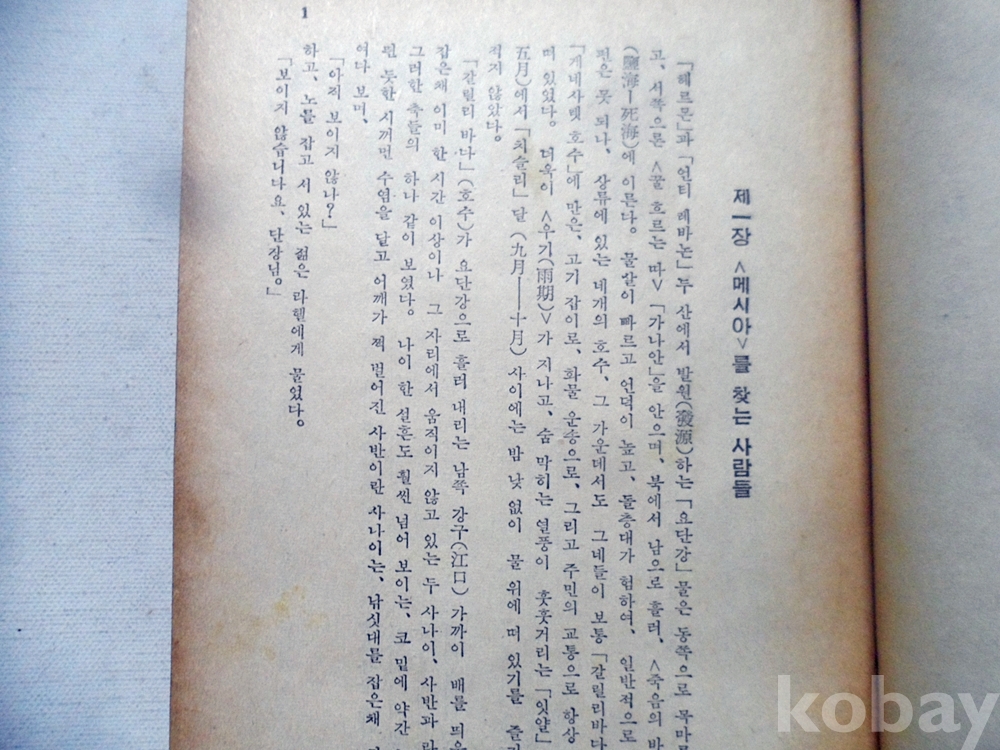 제一장 <메시아>를 찾는 사람들
「헤르몬」과 「언티 레바논」 두 산에서 발원(發源)하는 「요단강」 물은 동쪽으로
고, 서쪽으론 <꿀 흐르는 따> 「가나안」을 안으며, 북에서 남으로 흘러, <죽음의
(鹽海—死海)에 이른다. 물살이 빠르고 언덕이 높고, 돌층대가 험하여, 일반적으로
편은 못 되나, 상류에 있는 네개의 호수, 그 가운데서도 그네들이 보통 「갈릴리바다
「게네사렛 호수」에 만은, 고기 잡이로, 화물 운송으로, 그리고 주민의 교통으로 항상
떠 있었다. 더욱이 <우기(雨期)>가 지나고, 숨 막히는 열풍이 훗훗거리는 「잇얄」
五月)에서 「치슬리」달 (九月——十月) 사이에는 밤 낮 없이 물 위에 떠 있기를
적지 않았다.
「갈릴리 바다」(호수)가 요단강으로 흘러 내리는 남쪽 강구(江口) 가까이 배를
잡은채 이미 한 시간 이상이나 그 자리에서 움직이지 않고 있는 두 사나이, 사반과
그러한 축들의 하나 같이 보였다. 나이 한 설흔도 훨씬 넘어 보이는, 코 밑에 약간
된 듯한 시꺼먼 수염을 달고 어깨가 쩍 벌어진 사반이란 사나이는, 낚싯대를 잡은채
여다 보며,
「아직 보이지 않나?」
하고, 노를 잡고 서 있는 젊은 라헬에게 물었다.
「보이지 않습니다요, 단장님.」
1
kobay